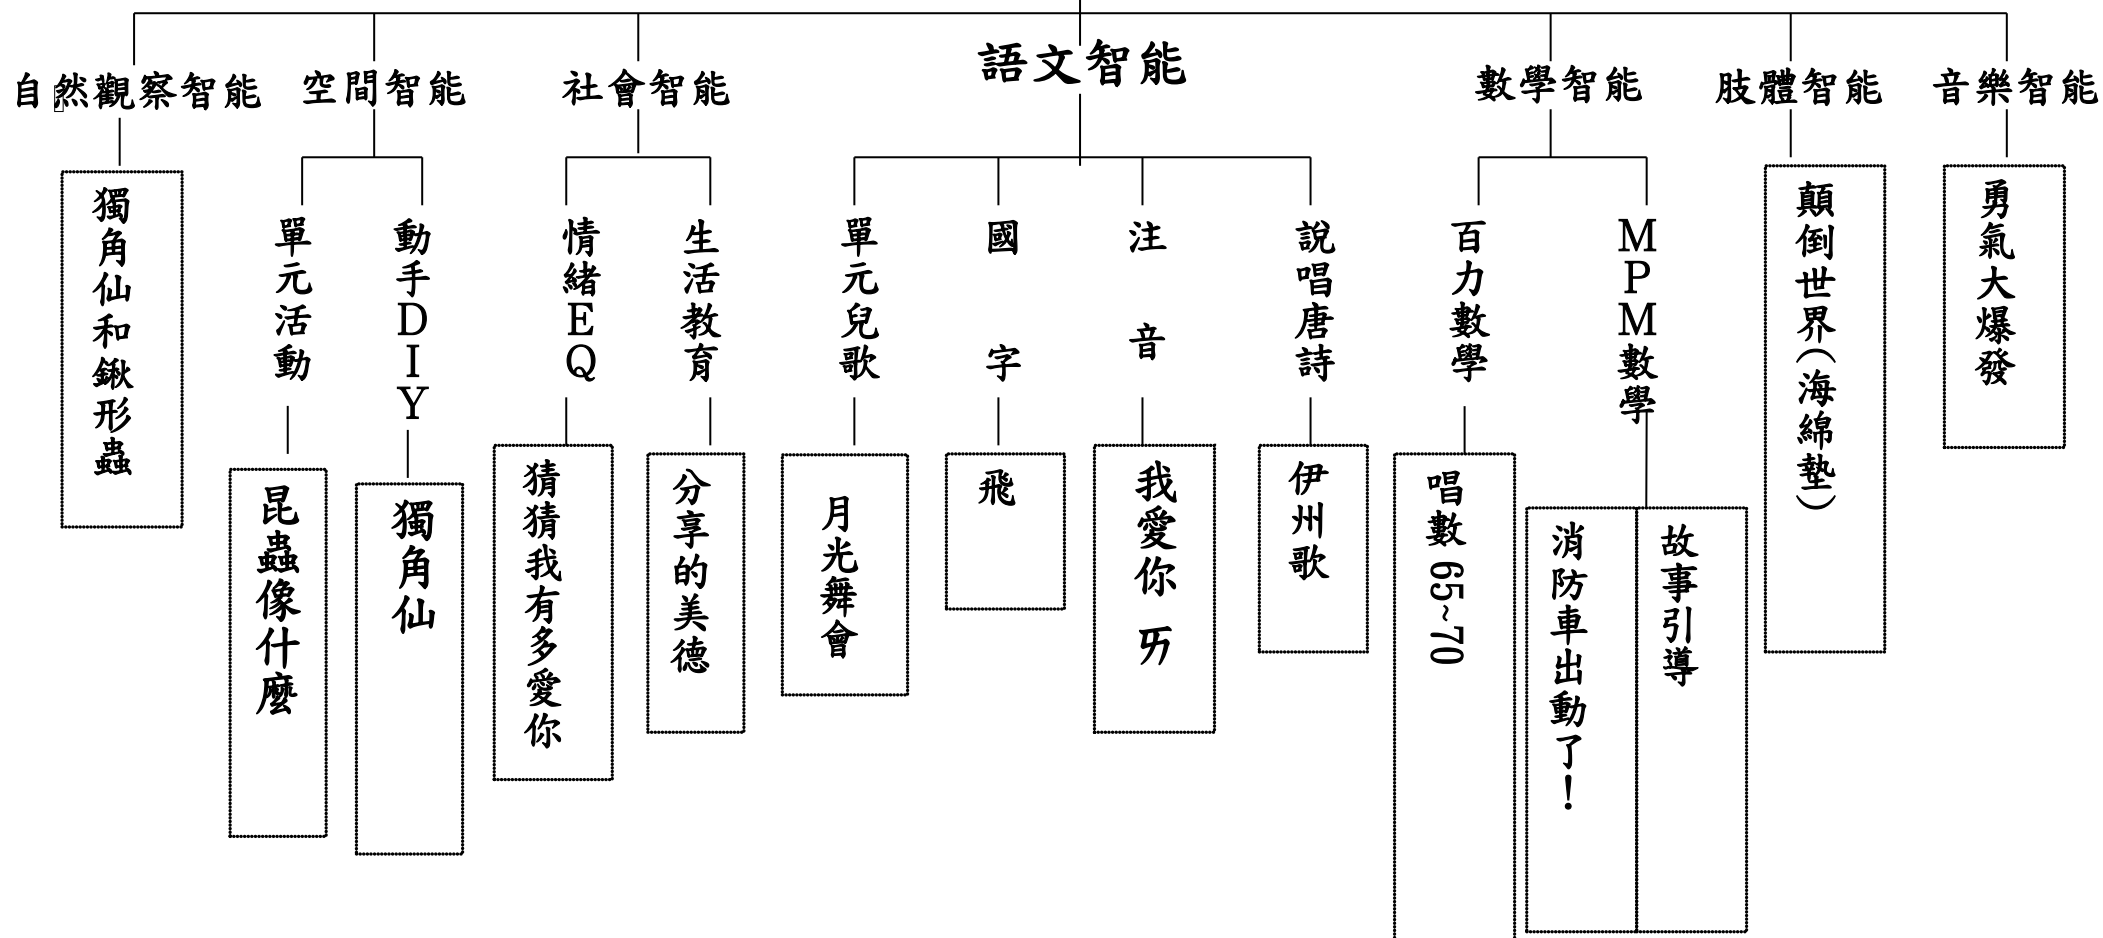 自然觀察智能
空間智能
社會智能
語文智能
數學智能
肢體智能
音樂智能
單元活動
動手DIY
情緒EQ
生活教育
單元兒歌
國字
注音
說唱唐詩
百力數學
MPM數學
獨角仙和鍬形蟲
昆蟲像什麼
獨角仙
猜猜我有多愛你
分享的美德
月光舞會
飛
我愛你 ㄞ
伊州歌
唱數 65~70
消防車出動了!
故事引導
顛倒世界(海綿墊)
勇氣大爆發